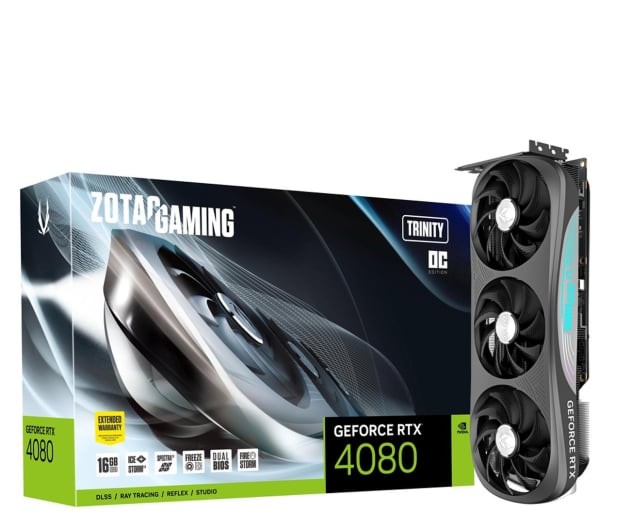 ZOTAC GAMING
TRINITY
OC
EDITION
EXTENDED
WARRANTY
16GB
ICE
STORM
SPECTRA
FREEZE
DUAL
BIOS
FIRE
STORM
GEFORCE RTX
4080
NVIDIA
DLSS / RAY TRACING / REFLEX / STUDIO
GEFORCE RTX
4080
GEFORCE RTX